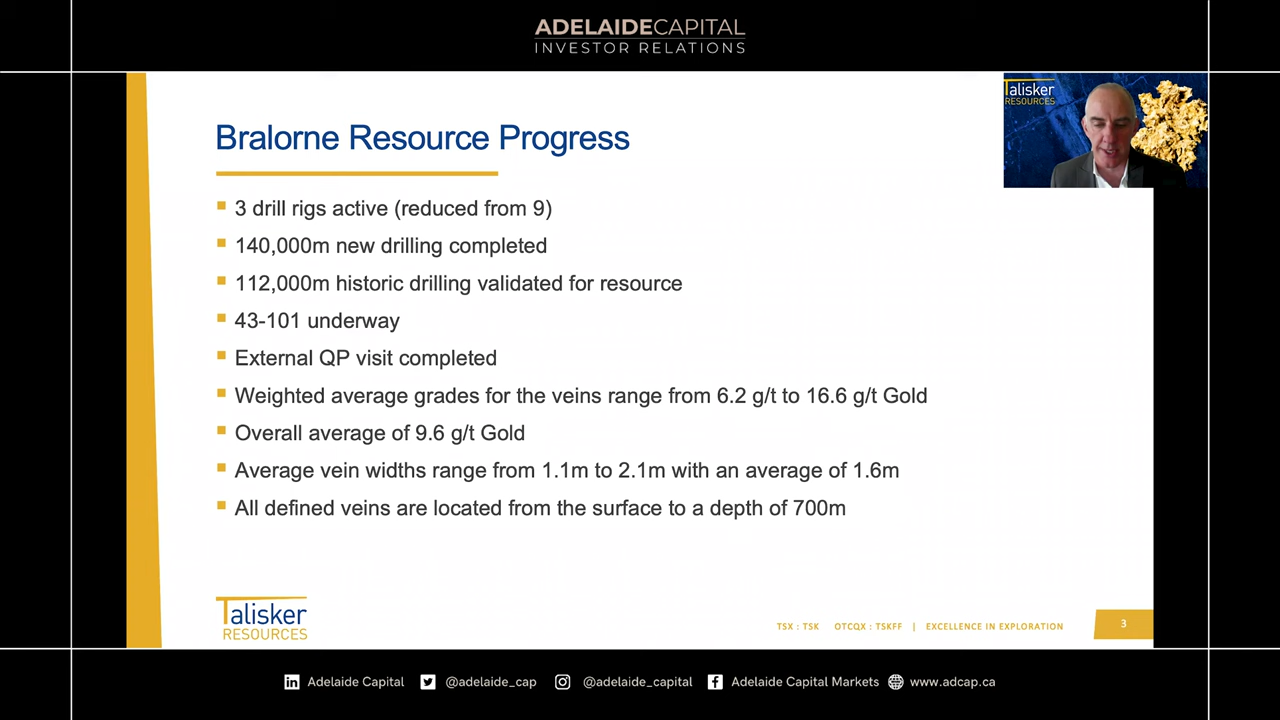 ADELAIDECAPITAL
INVESTOR RELATIONS
Talisker
RESOURCES
Bralorne Resource Progress
3 drill rigs active (reduced from 9)
140,000m new drilling completed
112,000m historic drilling validated for resource
43-101 underway
External QP visit completed
Weighted average grades for the veins range from 6.2 g/t to 16.6 g/t Gold
Overall average of 9.6 g/t Gold
Average vein widths range from 1.1m to 2.1m with an average of 1.6m
All defined veins are located from the surface to a depth of 700m
Talisker
RESOURCES
TSX : TSK OTCQX : TSKFF | EXCELLENCE IN EXPLORATION
3
Adelaide Capital @adelaide_cap @adelaide_capital Adelaide Capital Markets www.adcap.ca